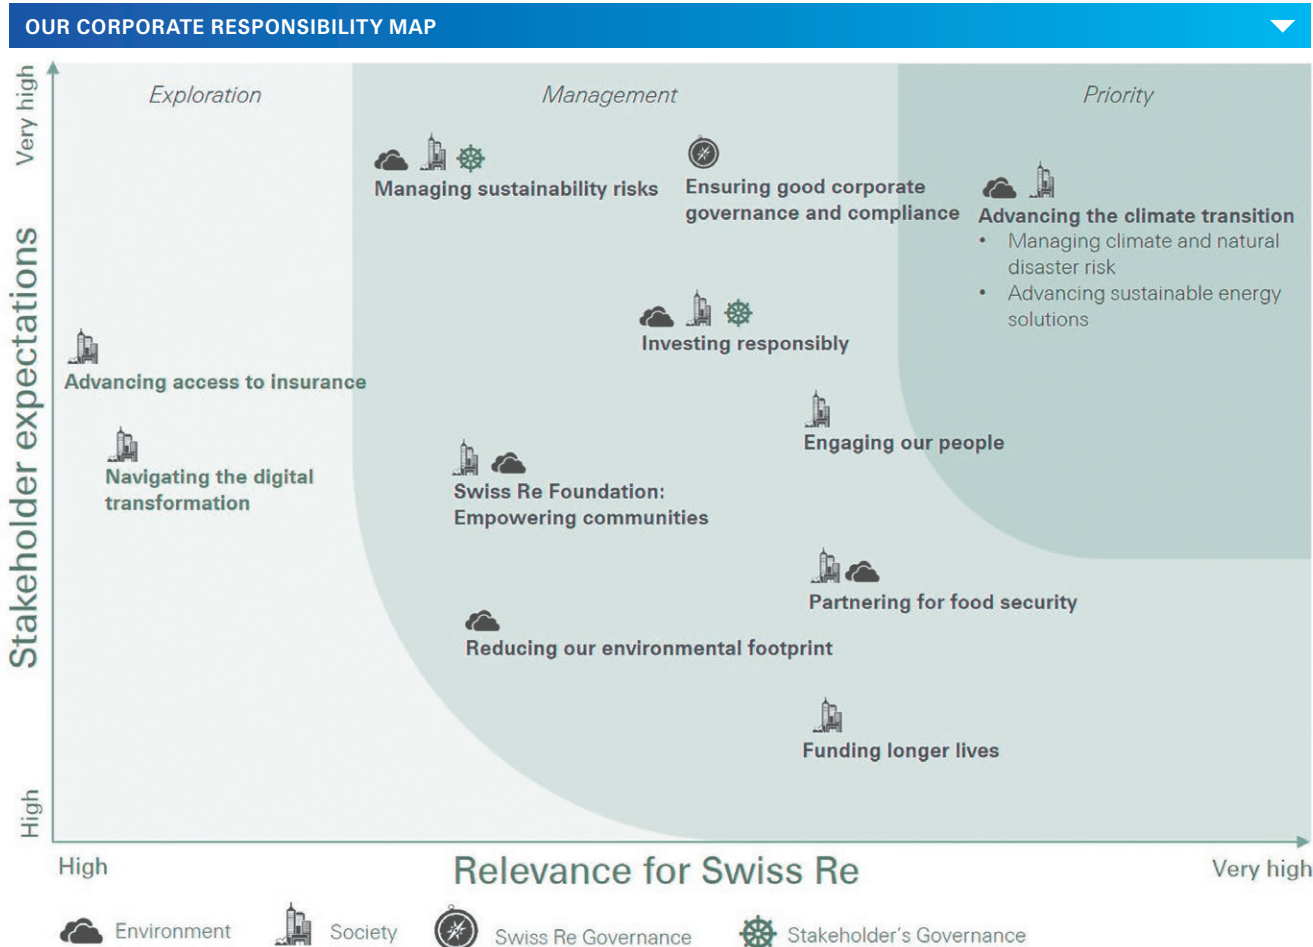 OUR CORPORATE RESPONSIBILITY MAP
Very high
Stakeholder expectations
High
Exploration
Management
Priority
Managing sustainability risks
Ensuring good corporate
governance and compliance
Advancing the climate transition
• Managing climate and natural
disaster risk
• Advancing sustainable energy
solutions
Investing responsibly
Advancing access to insurance
Engaging our people
Navigating the digital
transformation
Swiss Re Foundation:
Empowering communities
Partnering for food security
Reducing our environmental footprint
Funding longer lives
High
Relevance for Swiss Re
Very high
Environment
Society
Swiss Re Governance
Stakeholder's Governance